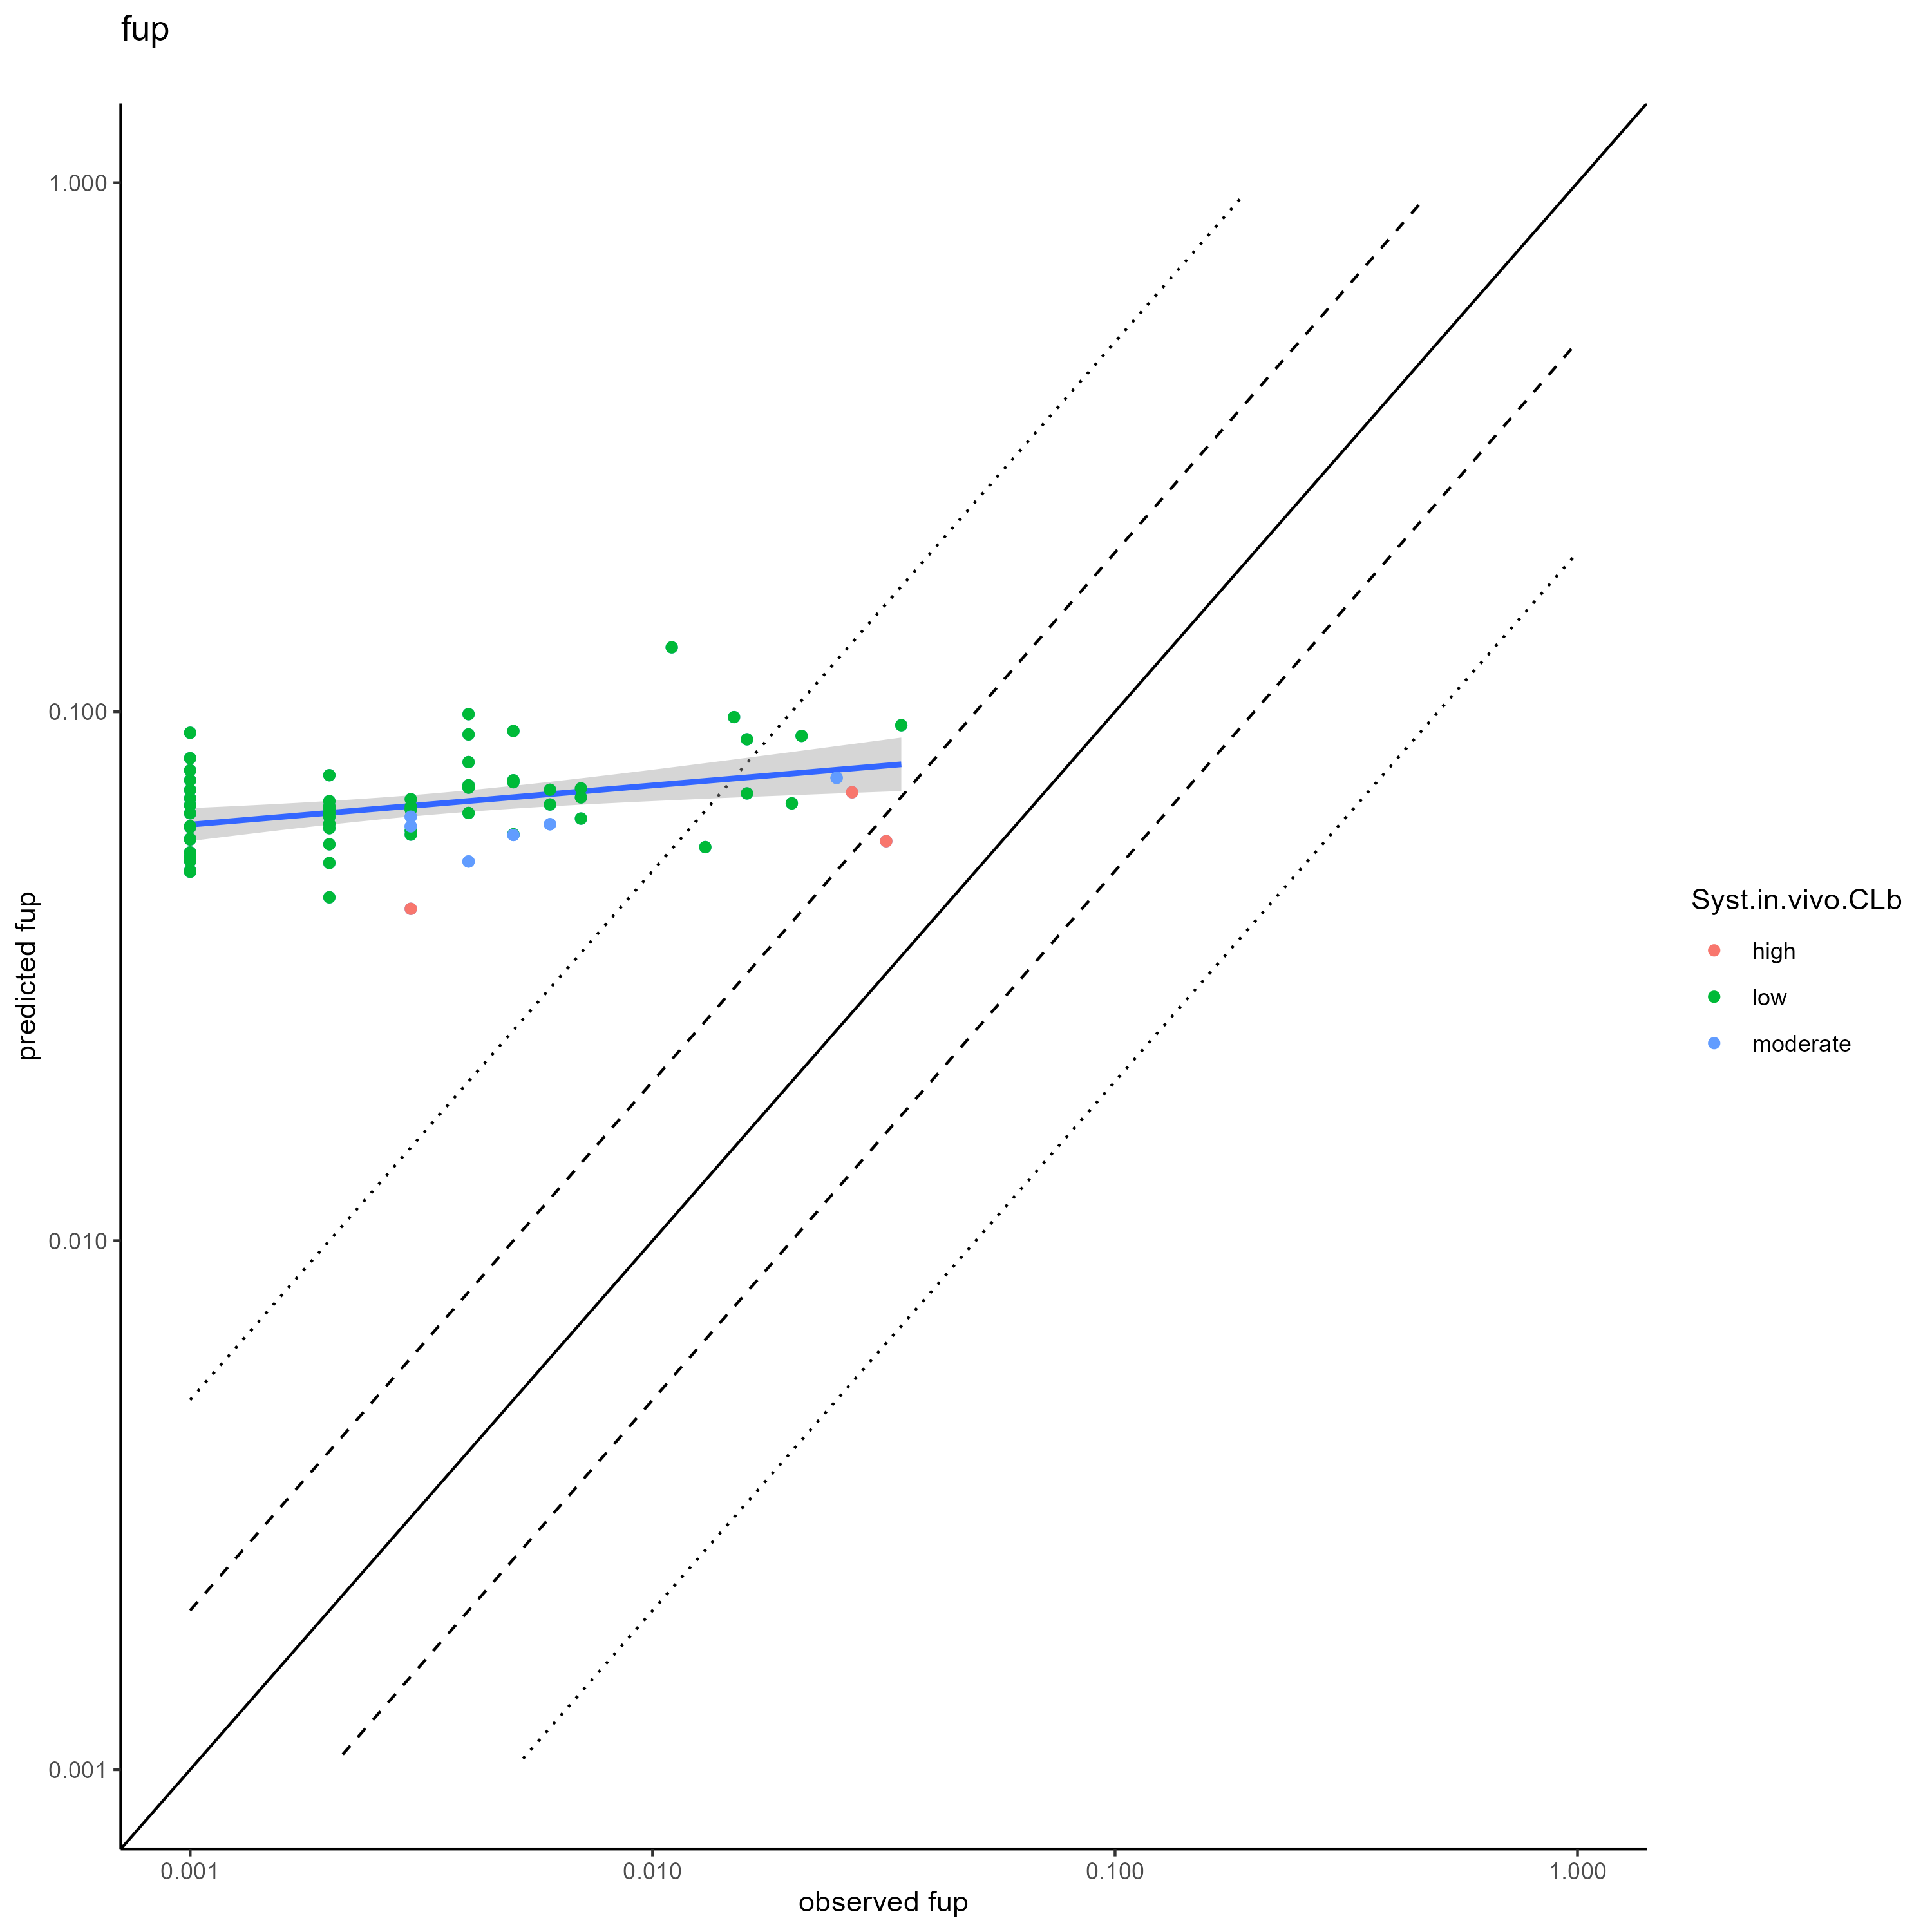 fup
1.000
0.100
0.010
0.001
predicted fup
0.001
0.010
0.100
1.000
observed fup
Syst.in.vivo.CLb
high
low
moderate